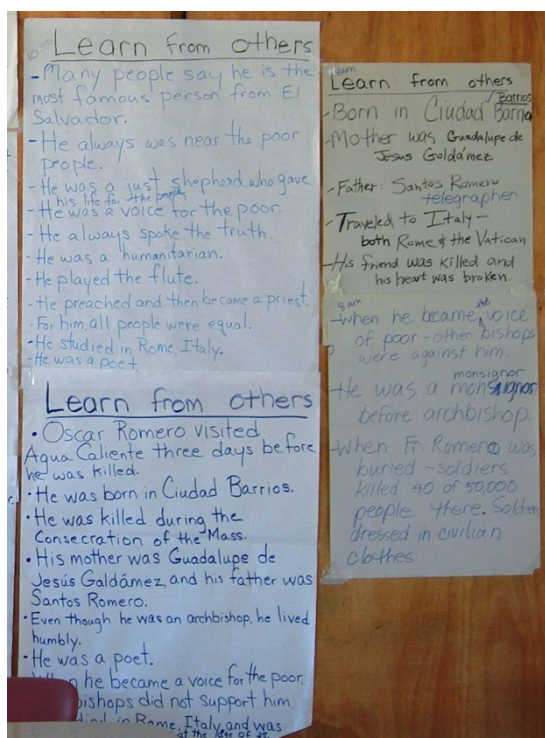 Learn from others
- Many people say he is the
most famous person from El
Salvador.
- He always was near the poor
people.
- He was a just shepherd who gave
his life for the people
- He was a voice for the poor.
- He always spoke the truth
- He was a humanitarian.
- He played the flute.
- He preached and then became a priest.
- For him, all people were equal.
- He studied in Rome, Italy.
- He was a poet
Learn from others
• Oscar Romero visited
Agua Caliente three days before
he was killed.
• He was born in Ciudad Barrios.
• He was killed during the
Consecration of the Mass.
• His mother was Guadalupe de
Jesús Galdámez, and his father was
Santos Romero.
• Even though he was an archbishop, he lived
humbly.
• He was a poet.
When he became a voice for the poor,
bishops did not support him.
in Rome, Italy, and was
at the age of 25.
8am
Learn from others
Barrios
- Born in Ciudad Barrio
- Mother was Guadalupe de
Jesus Goldámez
- Father: Santos Romero
telegrapher
- Traveled to Italy -
both Rome & the Vatican
- His friend was killed and
his heart was broken.
8am
- When he became the voice
of poor - other bishops
were against him.
monsignor
- He was a monsignor
before archbishop.
- When Fr. Romero was
buried - soldiers
killed 40 of 50,000
people there. Soldiers
dressed in civilian
clothes